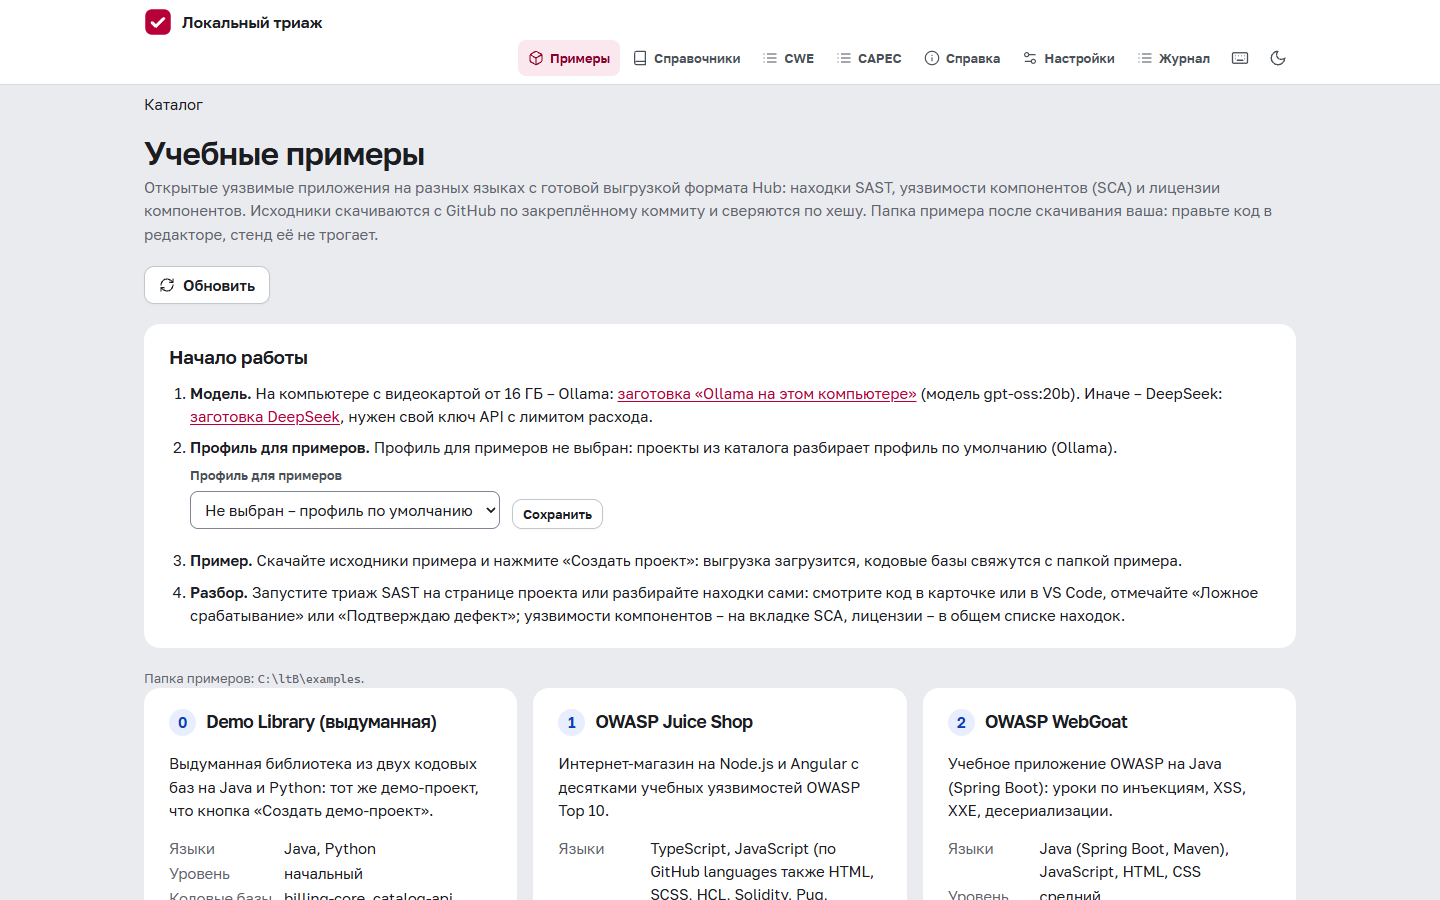 Локальный триаж
Примеры
Справочники
CWE
CAPEC
Справка
Настройки
Журнал
Каталог
Учебные примеры
Открытые уязвимые приложения на разных языках с готовой выгрузкой формата Hub: находки SAST, уязвимости компонентов (SCA) и лицензии
компонентов. Исходники скачиваются с GitHub по закреплённому коммиту и сверяются по хешу. Папка примера после скачивания ваша: правьте код в
редакторе, стенд её не трогает.
Обновить
Начало работы
1. Модель. На компьютере с видеокартой от 16 ГБ – Ollama: заготовка «Ollama на этом компьютере» (модель gpt-oss:20b). Иначе – DeepSeek:
заготовка DeepSeek, нужен свой ключ API с лимитом расхода.
2. Профиль для примеров. Профиль для примеров не выбран: проекты из каталога разбирает профиль по умолчанию (Ollama).
Профиль для примеров
Не выбран – профиль по умолчанию
Сохранить
3. Пример. Скачайте исходники примера и нажмите «Создать проект»: выгрузка загрузится, кодовые базы свяжутся с папкой примера.
4. Разбор. Запустите триаж SAST на странице проекта или разбирайте находки сами: смотрите код в карточке или в VS Code, отмечайте «Ложное
срабатывание» или «Подтверждаю дефект»; уязвимости компонентов – на вкладке SCA, лицензии – в общем списке находок.
Папка примеров: C:\ltB\examples.
0 Demo Library (выдуманная)
Выдуманная библиотека из двух кодовых
баз на Java и Python: тот же демо-проект,
что кнопка «Создать демо-проект».
Языки Java, Python
Уровень начальный
Кодовые базы billing-core, catalog-api
1 OWASP Juice Shop
Интернет-магазин на Node.js и Angular с
десятками учебных уязвимостей OWASP
Top 10.
Языки TypeScript, JavaScript (по
GitHub languages также HTML,
SCSS, HCL, Solidity, Pug,
2 OWASP WebGoat
Учебное приложение OWASP на Java
(Spring Boot): уроки по инъекциям, XSS,
XXE, десериализации.
Языки Java (Spring Boot, Maven),
JavaScript, HTML, CSS
Уровень средний